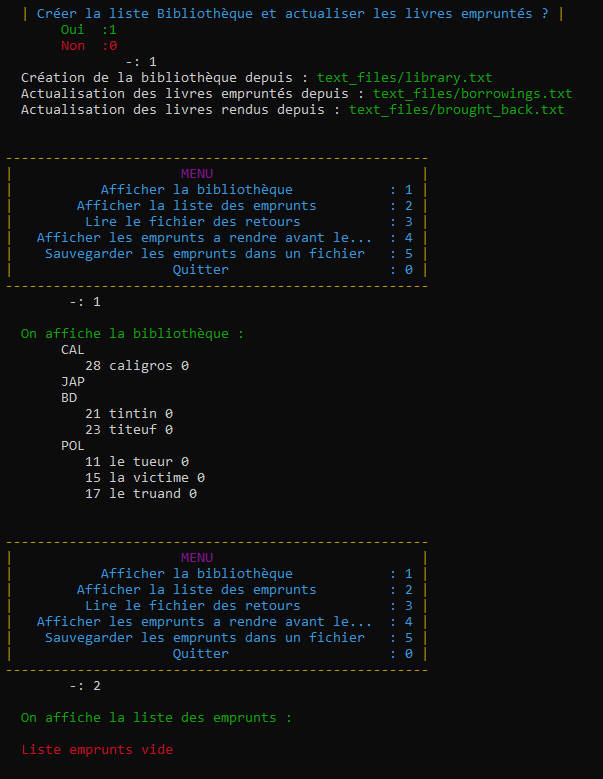 | Créer la liste Bibliothèque et actualiser les livres empruntés ? |
Oui :1
Non :0
-: 1
Création de la bibliothèque depuis : text_files/library.txt
Actualisation des livres empruntés depuis : text_files/borrowings.txt
Actualisation des livres rendus depuis : text_files/brought_back.txt
-----------------------------------------------------
| MENU |
| Afficher la bibliothèque : 1 |
| Afficher la liste des emprunts : 2 |
| Lire le fichier des retours : 3 |
| Afficher les emprunts a rendre avant le... : 4 |
| Sauvegarder les emprunts dans un fichier : 5 |
| Quitter : 0 |
-----------------------------------------------------
-: 1
On affiche la bibliothèque :
CAL
28 caligros 0
JAP
BD
21 tintin 0
23 titeuf 0
POL
11 le tueur 0
15 la victime 0
17 le truand 0
-----------------------------------------------------
| MENU |
| Afficher la bibliothèque : 1 |
| Afficher la liste des emprunts : 2 |
| Lire le fichier des retours : 3 |
| Afficher les emprunts a rendre avant le... : 4 |
| Sauvegarder les emprunts dans un fichier : 5 |
| Quitter : 0 |
-----------------------------------------------------
-: 2
On affiche la liste des emprunts :
Liste emprunts vide